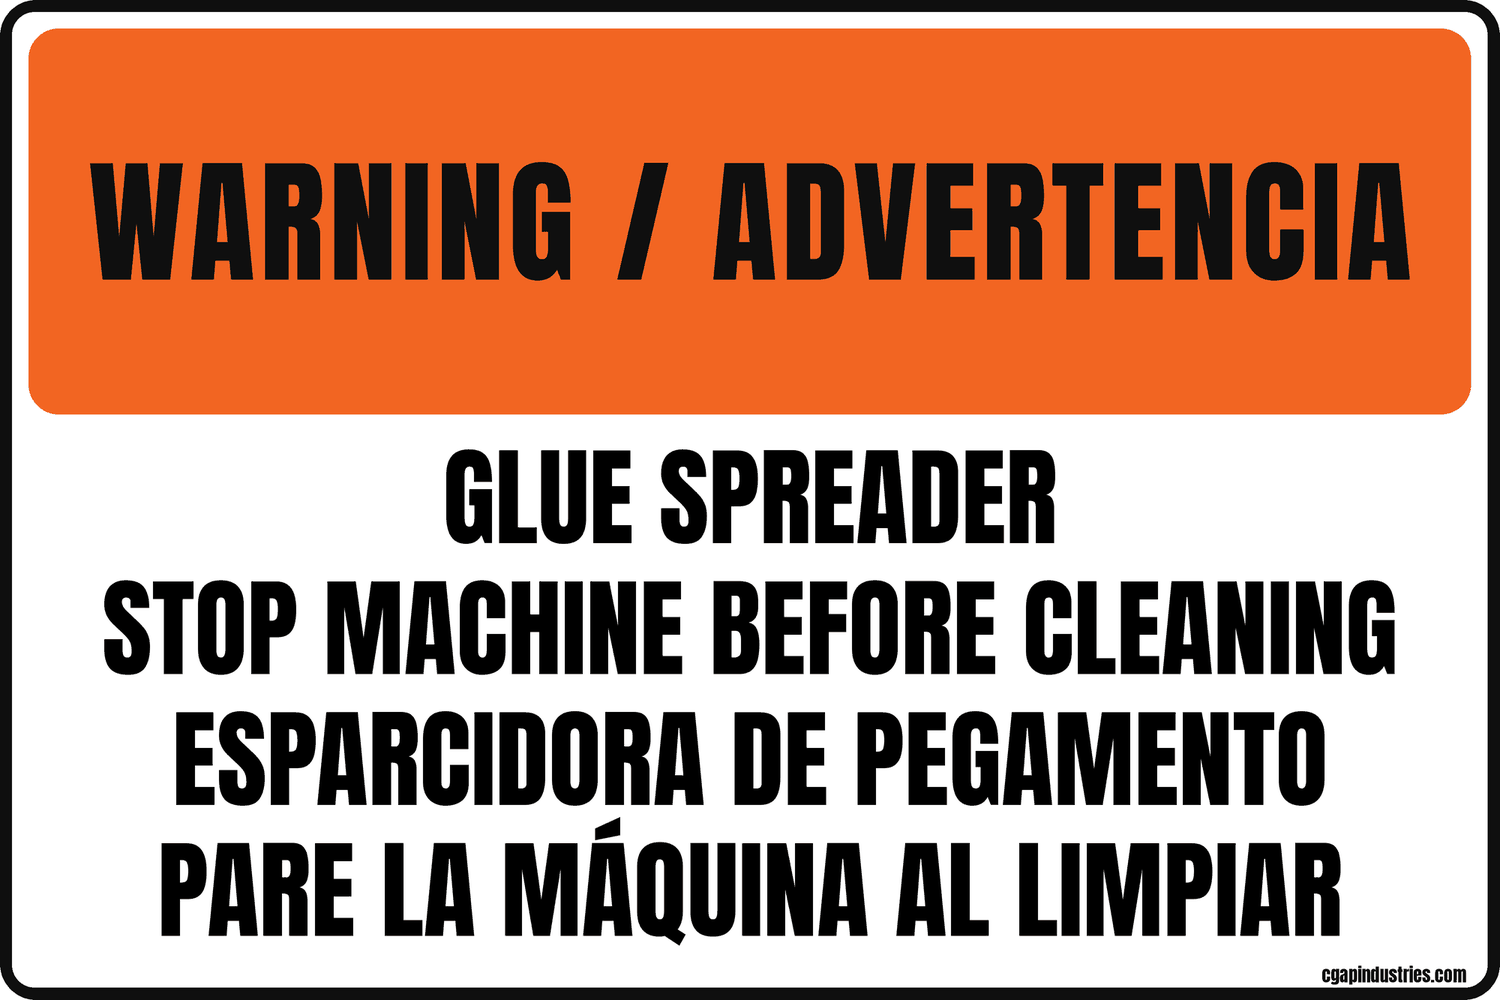 WARNING / ADVERTENCIA
GLUE SPREADER
STOP MACHINE BEFORE CLEANING
ESPARCIDORA DE PEGAMENTO
PARE LA MÁQUINA AL LIMPIAR
cgapindustries.com